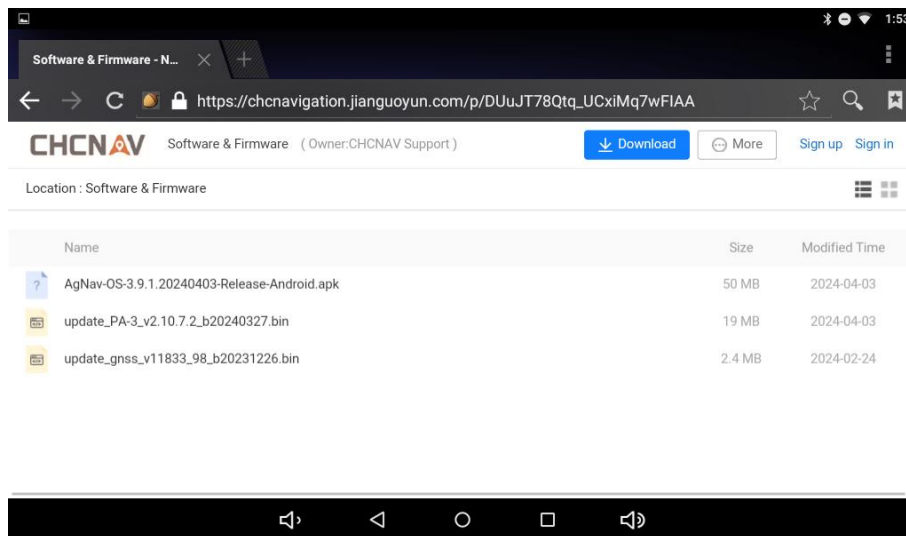 1:53
Software & Firmware - N...
https://chcnavigation.jianguoyun.com/p/DUuJT78Qtq_UCxiMq7wFIAA
CHCNAV Software & Firmware ( Owner:CHCNAV Support ) Download More Sign up Sign in
Location : Software & Firmware
Name Size Modified Time
AgNav-OS-3.9.1.20240403-Release-Android.apk 50 MB 2024-04-03
update_PA-3_v2.10.7.2_b20240327.bin 19 MB 2024-04-03
update_gnss_v11833_98_b20231226.bin 2.4 MB 2024-02-24